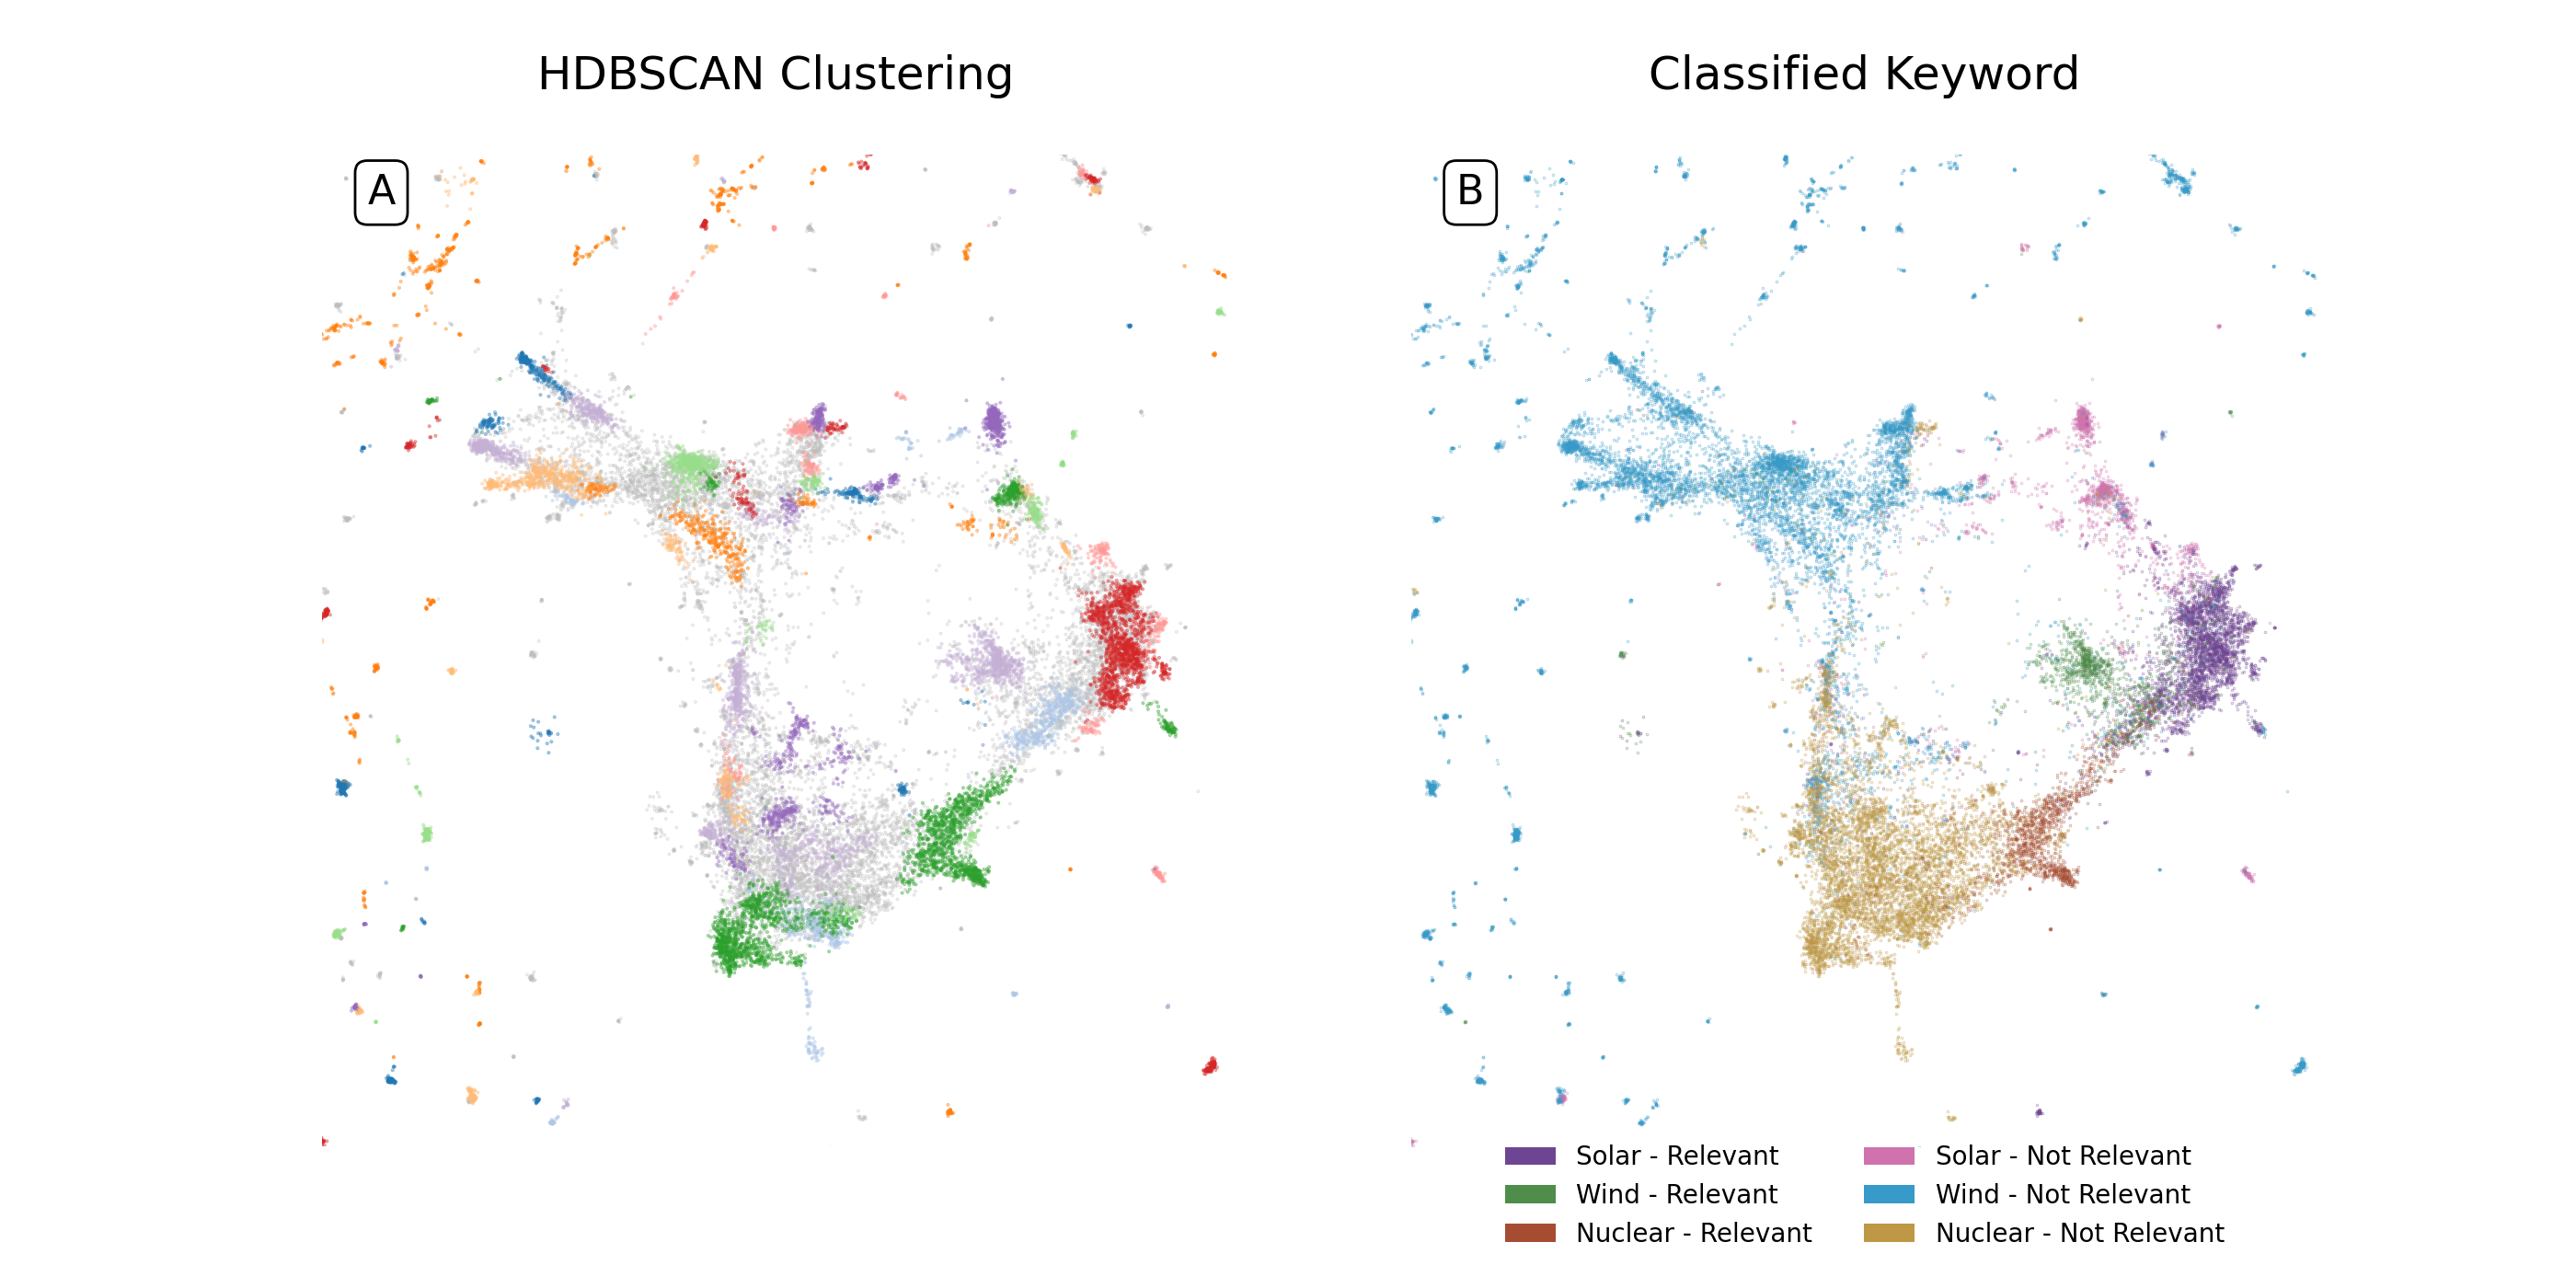 HDBSCAN Clustering
Classified Keyword
A
B
Solar - Relevant
Solar - Not Relevant
Wind - Relevant
Wind - Not Relevant
Nuclear - Relevant
Nuclear - Not Relevant